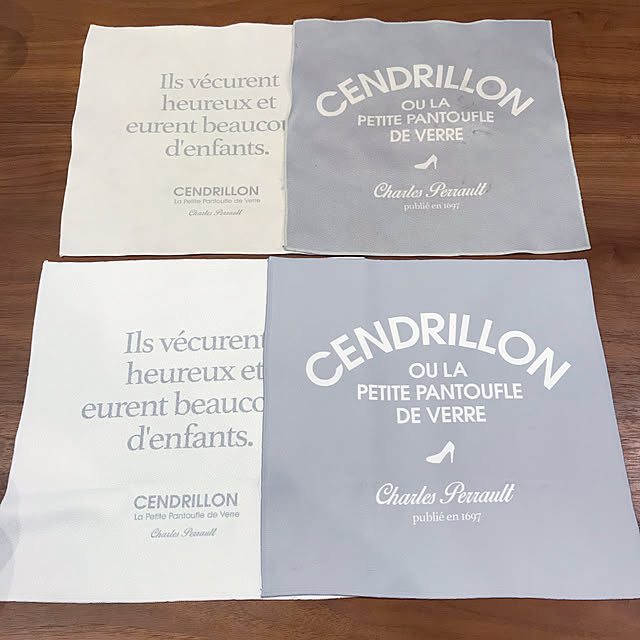 Ils vécurent
heureux et
eurent
d'enfants.
CENDRILLON
La Petite Pantoufle de Verre
Charles Perrault
CENDRILLON
OU LA
PETITE PANTOUFLE
DE VERRE
Charles Perrault
publié en 1697
Ils vécurent
heureux et
eurent
d'enfants.
CENDRILLON
La Petite Pantoufle de Verre
Charles Perrault
CENDRILLON
OU LA
PETITE PANTOUFLE
DE VERRE
Charles Perrault
publié en 1697